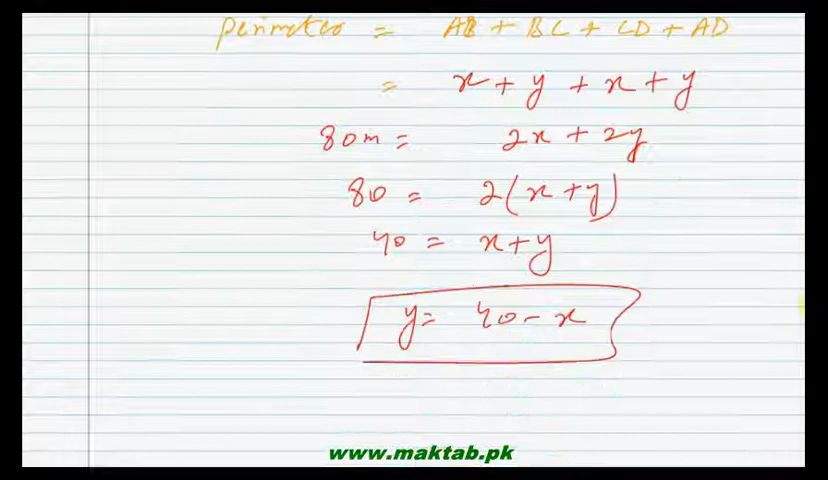 perimeter = AB + BC + CD + AD
= x + y + x + y
80m = 2x + 2y
80 = 2(x + y)
40 = x + y
y = 40 - x
www.maktab.pk